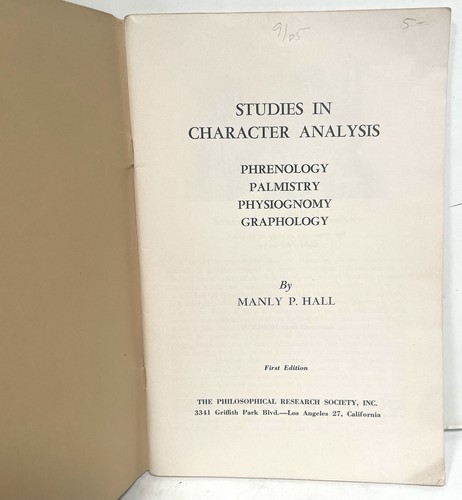 9/85 5-
STUDIES IN
CHARACTER ANALYSIS
PHRENOLOGY
PALMISTRY
PHYSIOGNOMY
GRAPHOLOGY
By
MANLY P. HALL
First Edition
THE PHILOSOPHICAL RESEARCH SOCIETY, INC.
3341 Griffith Park Blvd.—Los Angeles 27, California